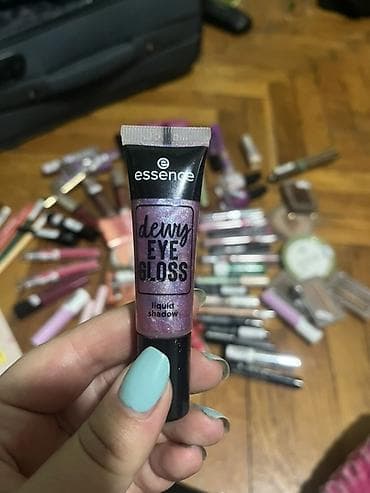 essence
dewy
EYE
GLOSS
liquid
shadow